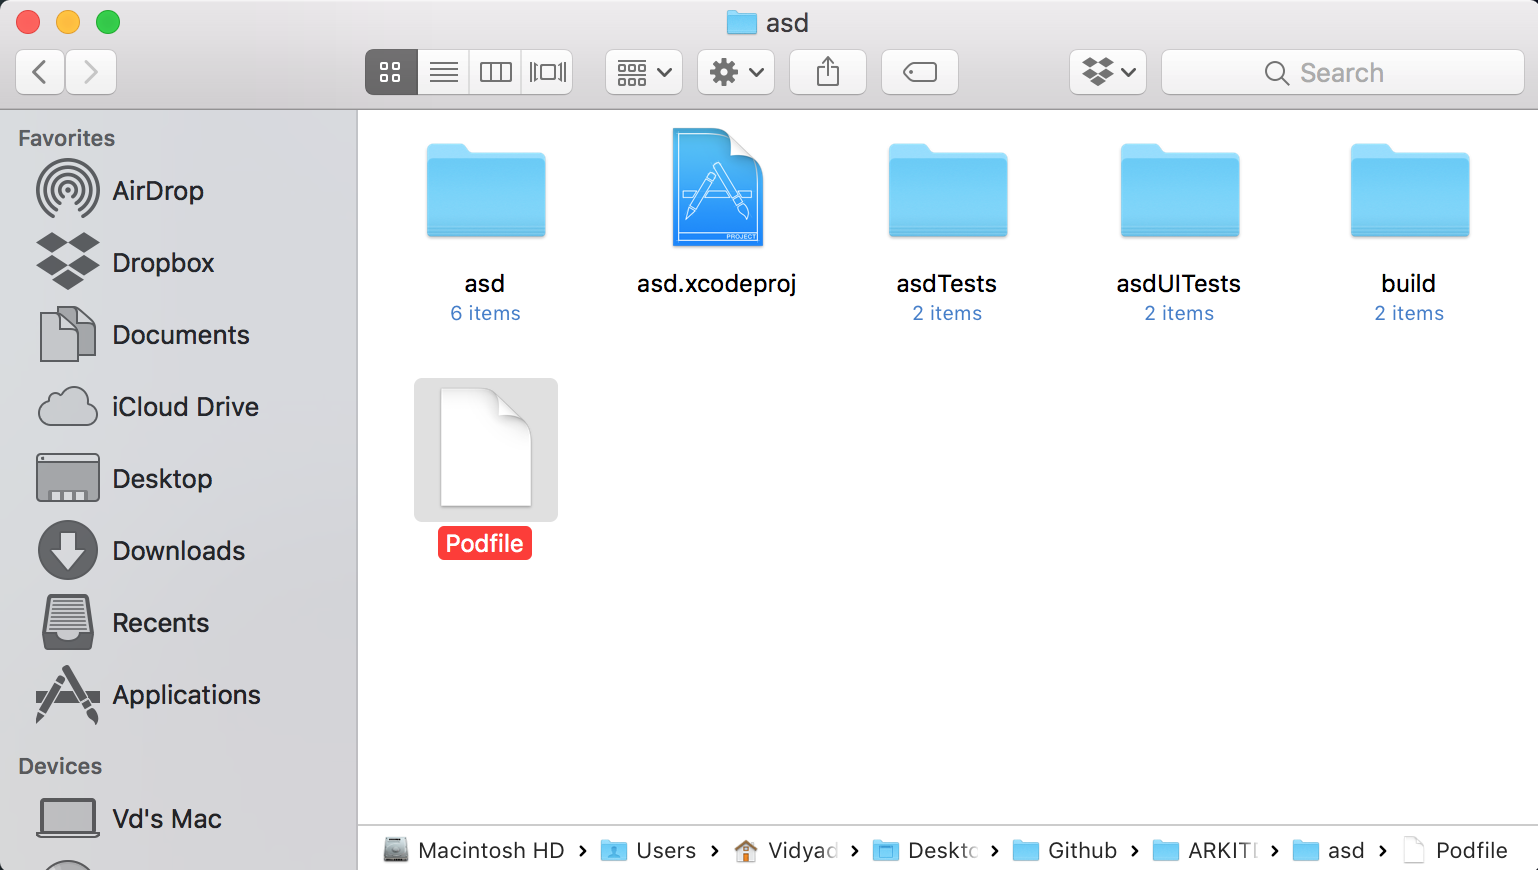 asd
Search
Favorites
AirDrop
Dropbox
Documents
iCloud Drive
Desktop
Downloads
Recents
Applications
Devices
Vd's Mac
PROJECT
asd
6 items
asd.xcodeproj
asdTests
2 items
asdUITests
2 items
build
2 items
Podfile
Macintosh HD › Users › Vidyad › Deskto › Github › ARKIT › asd › Podfile